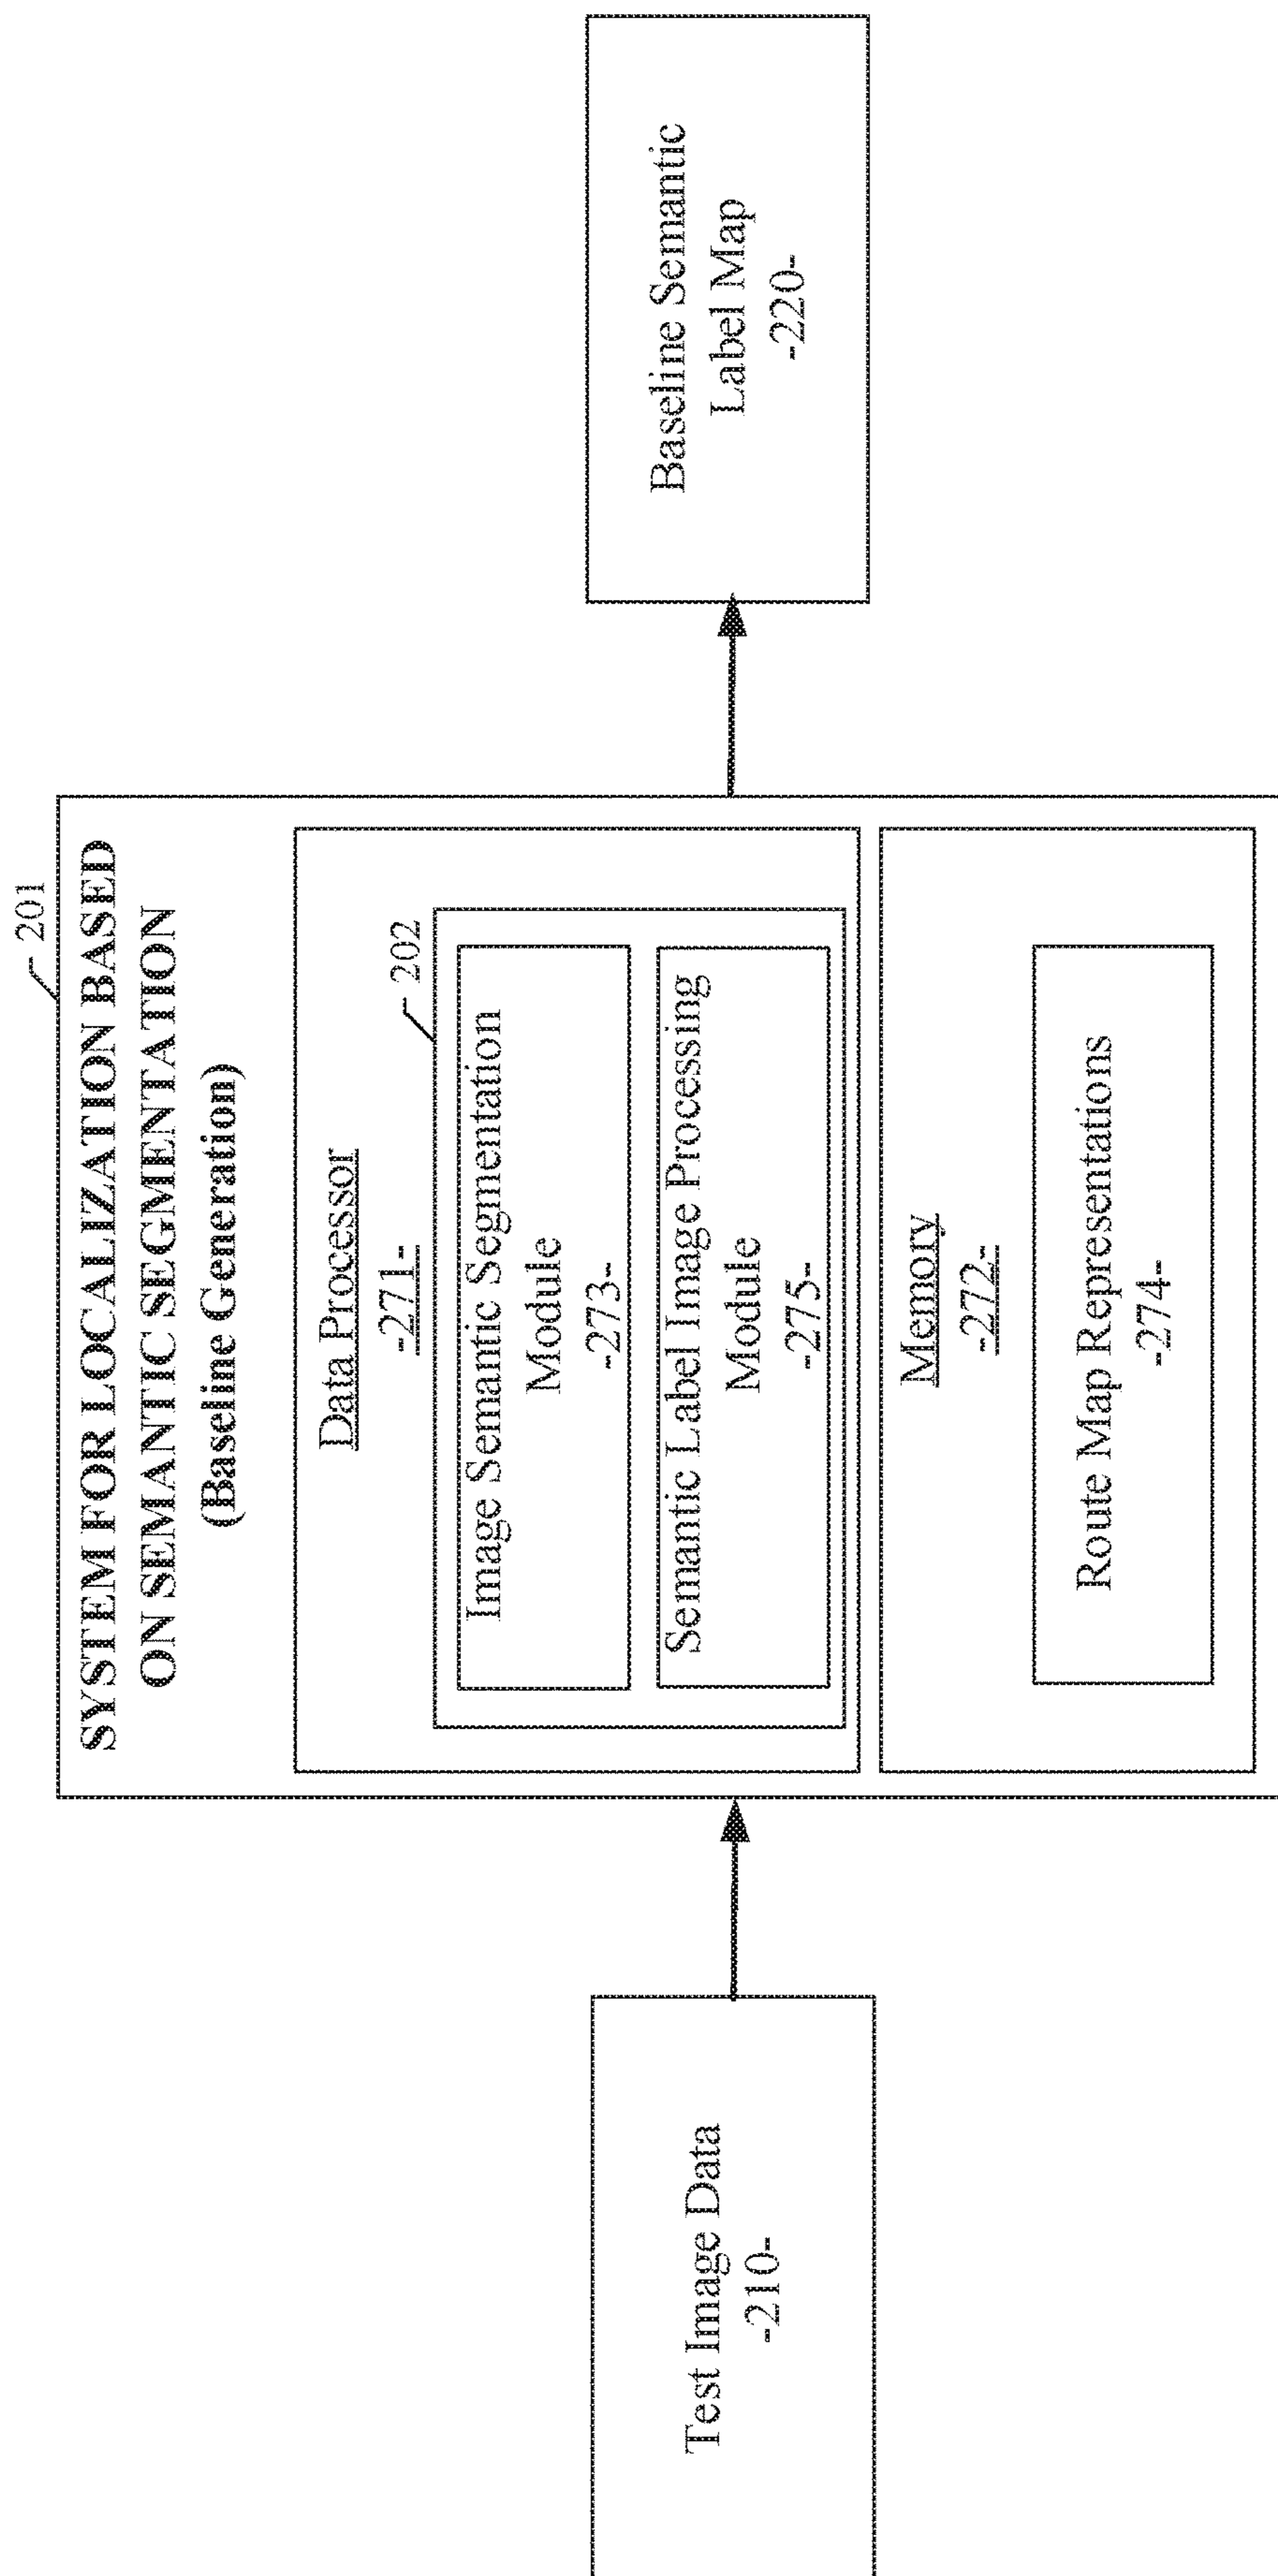 201
SYSTEM FOR LOCALIZATION BASED
ON SEMANTIC SEGMENTATION
(Baseline Generation)
Test Image Data
-210-
Data Processor
-271-
202
Image Semantic Segmentation
Module
-273-
Semantic Label Image Processing
Module
-275-
Memory
-272-
Route Map Representations
-274-
Baseline Semantic
Label Map
-220-